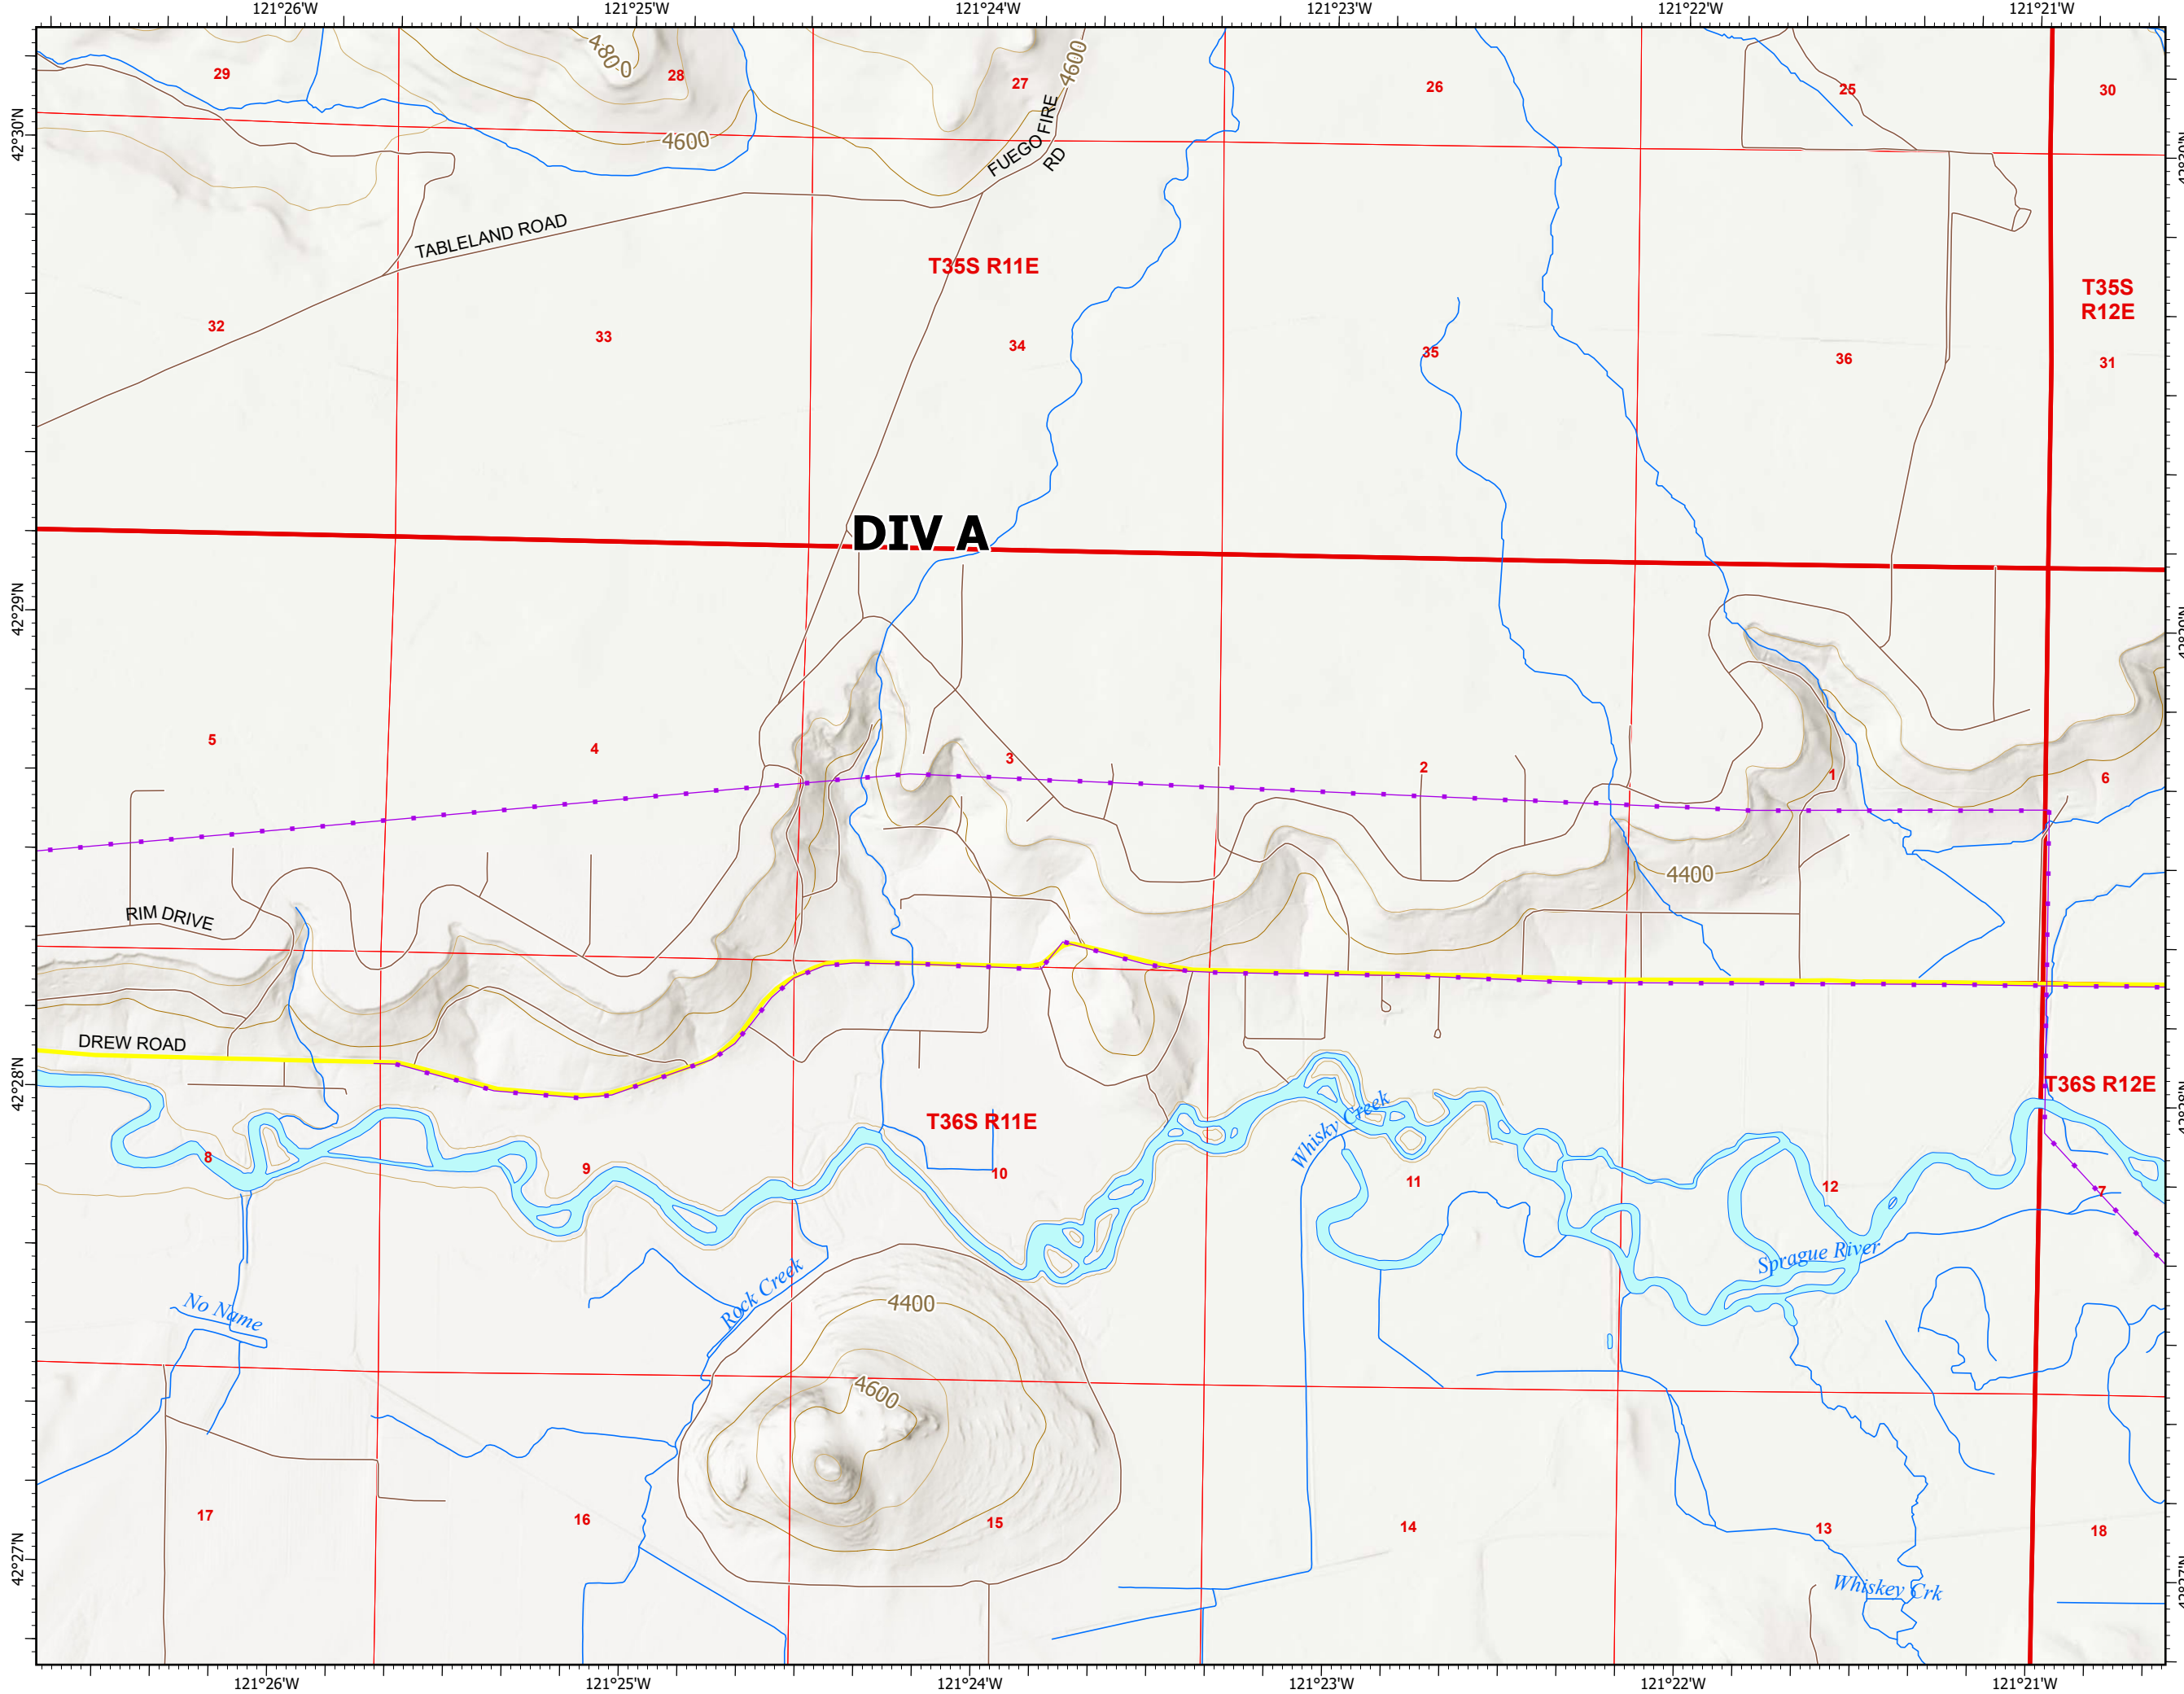 121°26'W 121°25'W 121°24'W 121°23'W 121°22'W 121°21'W
4800
4600
29 28 27 26 25 30
42°30'N
4600
FUEGO FIRE
RD
TABLELAND ROAD
T35S R11E
T35S
R12E
32 33 34 35 36 31
DIV A
42°29'N
5 4 3 2 1 6
4400
RIM DRIVE
DREW ROAD
42°28'N
T36S R12E
T36S R11E
Whisky Creek
8 9 10 11 12 7
Sprague River
Rock Creek
No Name
4400
4600
17 16 15 14 13 18
42°27'N
Whiskey Crk
121°26'W 121°25'W 121°24'W 121°23'W 121°22'W 121°21'W